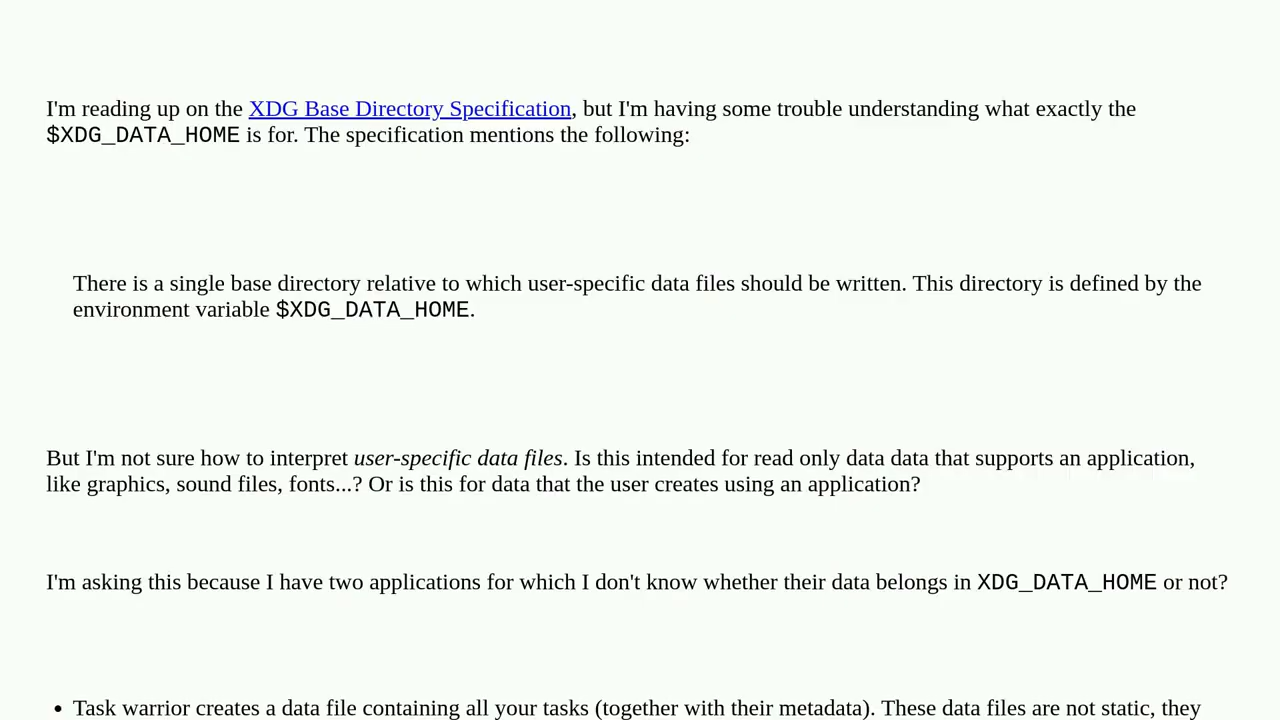 I'm reading up on the XDG Base Directory Specification, but I'm having some trouble understanding what exactly the
$XDG_DATA_HOME is for. The specification mentions the following:
There is a single base directory relative to which user-specific data files should be written. This directory is defined by the
environment variable $XDG_DATA_HOME.
But I'm not sure how to interpret user-specific data files. Is this intended for read only data data that supports an application,
like graphics, sound files, fonts...? Or is this for data that the user creates using an application?
I'm asking this because I have two applications for which I don't know whether their data belongs in XDG_DATA_HOME or not?
• Task warrior creates a data file containing all your tasks (together with their metadata). These data files are not static, they